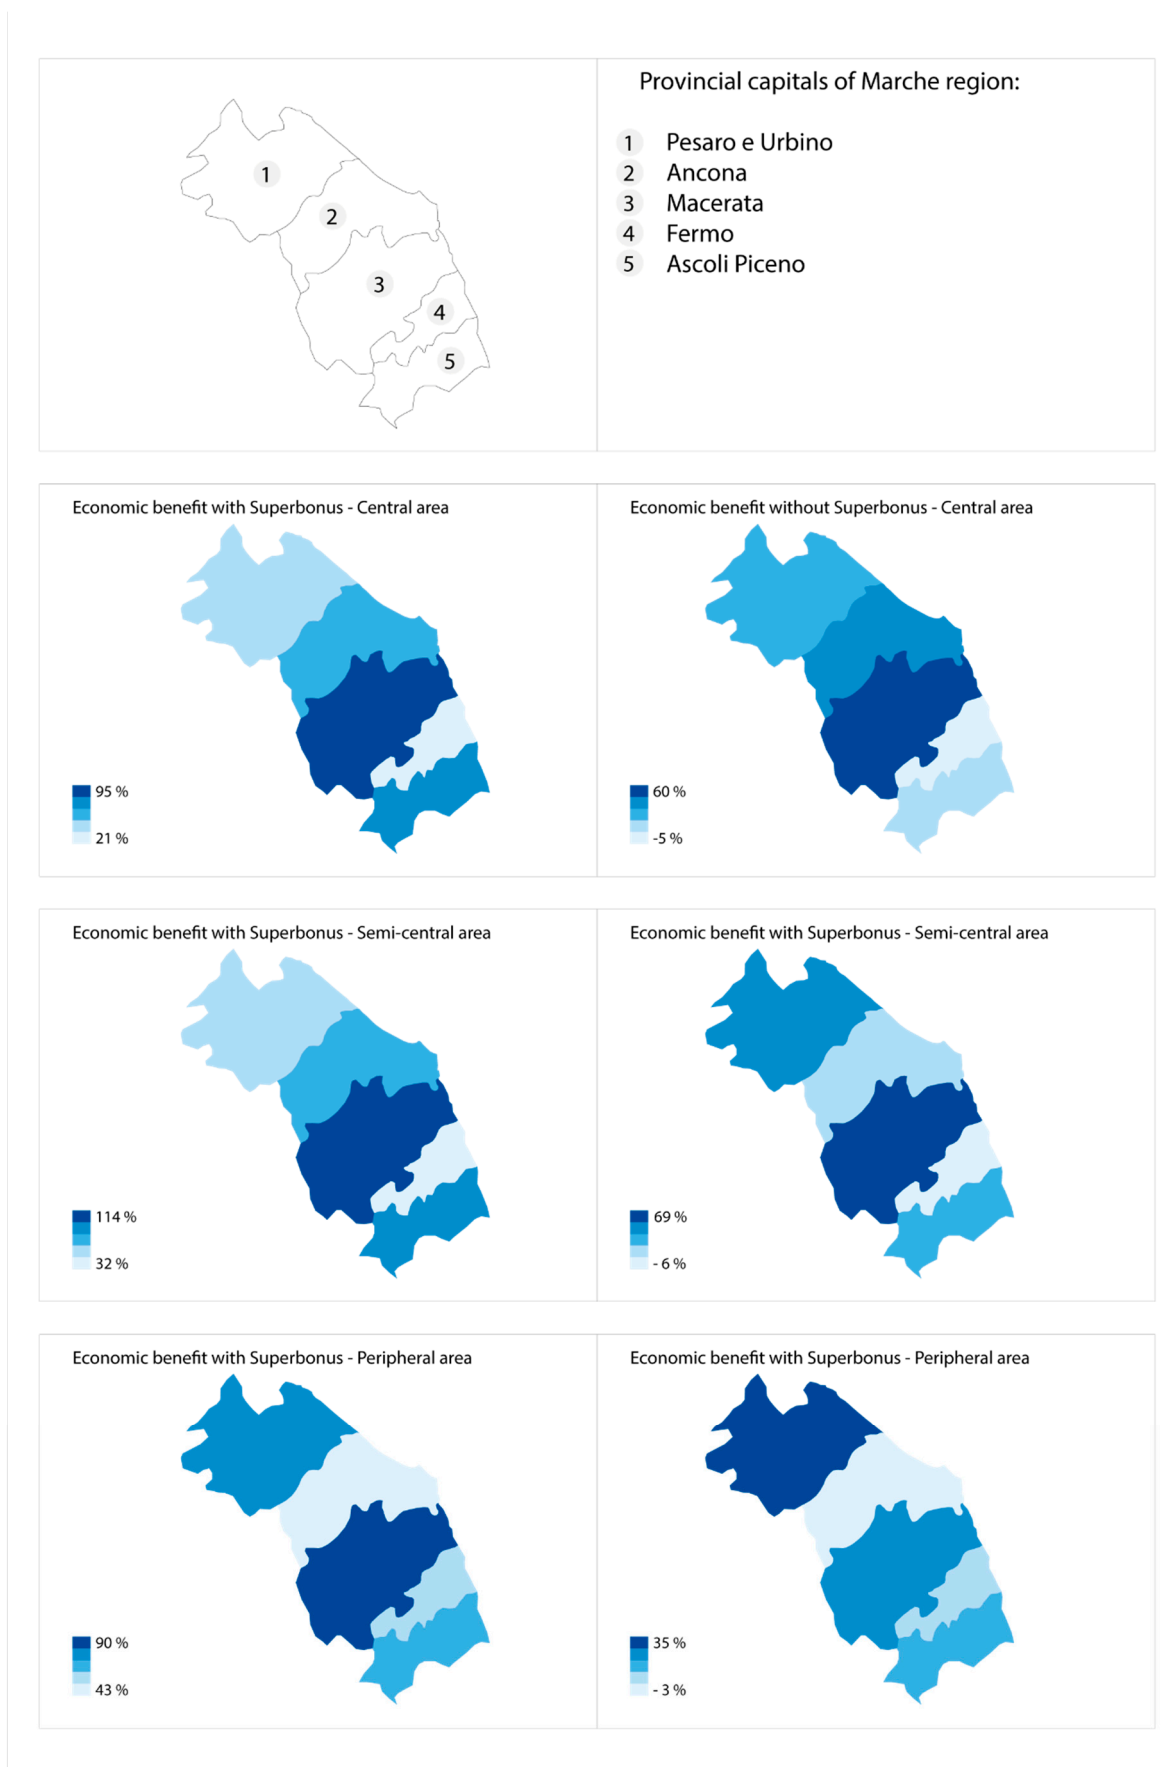 Provincial capitals of Marche region:
1 Pesaro e Urbino
2 Ancona
3 Macerata
4 Fermo
5 Ascoli Piceno
1
2
3
4
5
Economic benefit with Superbonus - Central area
95 %
21 %
Economic benefit without Superbonus - Central area
60 %
-5 %
Economic benefit with Superbonus - Semi-central area
114 %
32 %
Economic benefit with Superbonus - Semi-central area
69 %
- 6 %
Economic benefit with Superbonus - Peripheral area
90 %
43 %
Economic benefit with Superbonus - Peripheral area
35 %
- 3 %